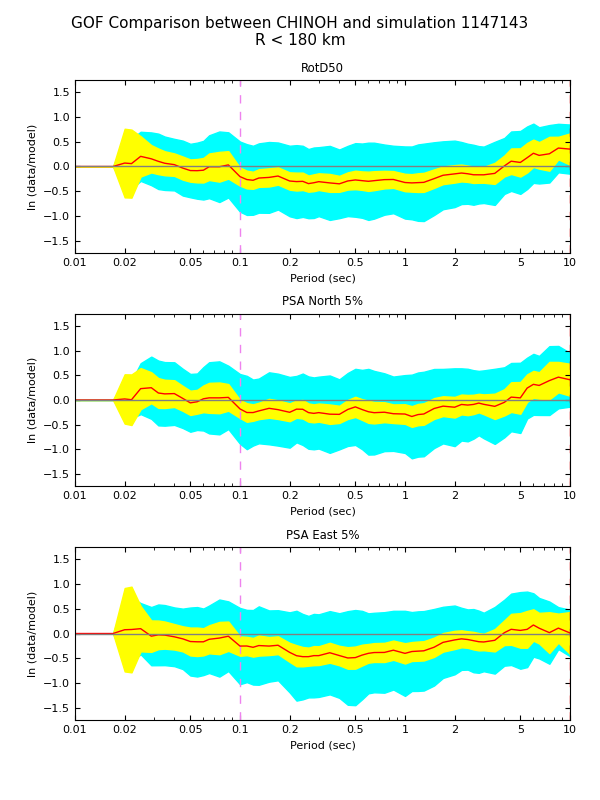 GOF Comparison between CHINOH and simulation 1147143
R < 180 km
RotD50
1.5
1.0
0.5
0.0
−0.5
−1.0
−1.5
ln (data/model)
0.01 0.02 0.05 0.1 0.2 0.5 1 2 5 10
Period (sec)
PSA North 5%
1.5
1.0
0.5
0.0
−0.5
−1.0
−1.5
ln (data/model)
0.01 0.02 0.05 0.1 0.2 0.5 1 2 5 10
Period (sec)
PSA East 5%
1.5
1.0
0.5
0.0
−0.5
−1.0
−1.5
ln (data/model)
0.01 0.02 0.05 0.1 0.2 0.5 1 2 5 10
Period (sec)